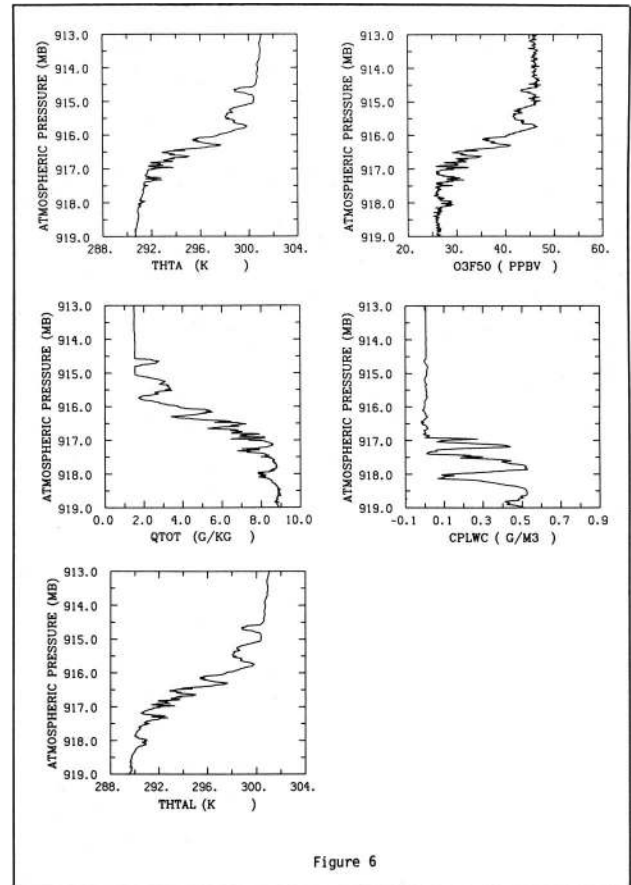 ATMOSPHERIC PRESSURE (MB)
913.0
914.0
915.0
916.0
917.0
918.0
919.0
288. 292. 296. 300. 304.
THTA (K )
ATMOSPHERIC PRESSURE (MB)
913.0
914.0
915.0
916.0
917.0
918.0
919.0
20. 30. 40. 50. 60.
O3F50 ( PPBV )
ATMOSPHERIC PRESSURE (MB)
913.0
914.0
915.0
916.0
917.0
918.0
919.0
0.0 2.0 4.0 6.0 8.0 10.0
QTOT (G/KG)
ATMOSPHERIC PRESSURE (MB)
913.0
914.0
915.0
916.0
917.0
918.0
919.0
-0.1 0.1 0.3 0.5 0.7 0.9
CPLWC ( G/M3 )
ATMOSPHERIC PRESSURE (MB)
913.0
914.0
915.0
916.0
917.0
918.0
919.0
288. 292. 296. 300. 304.
THTAL (K )
Figure 6